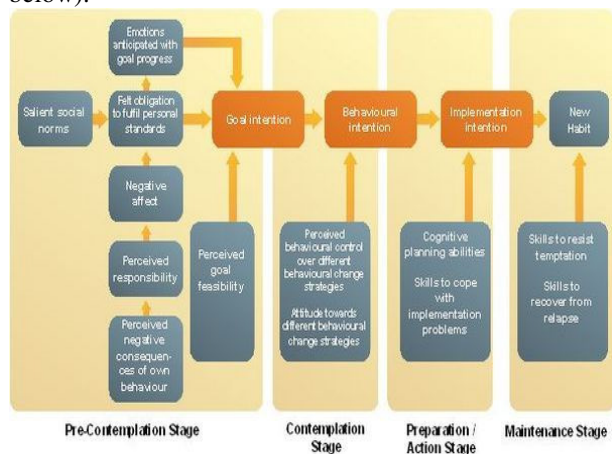 below).
Emotions
anticipated with
goal progress
Salient social
norms
Felt obligation
to fulfil personal
standards
Goal intention
Behavioural
intention
Implementation
intention
New
Habit
Negative
affect
Perceived
responsibility
Perceived
negative
consequen-
ces of own
behaviour
Perceived
goal
feasibility
Perceived
behavioural control
over different
behavioural change
strategies
Attitude towards
different behavioural
change strategies
Cognitive
planning abilities
Skills to cope
with
implementation
problems
Skills to resist
temptation
Skills to
recover from
relapse
Pre-Contemplation Stage
Contemplation
Stage
Preparation /
Action Stage
Maintenance Stage